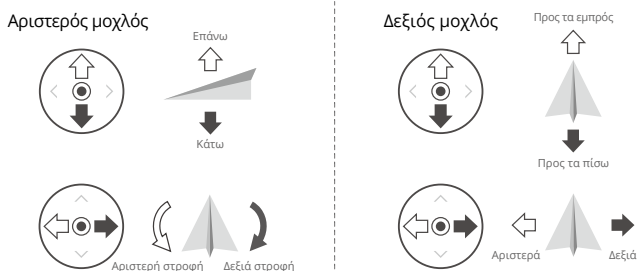 Αριστερός μοχλός
Επάνω
Κάτω
Αριστερή στροφή
Δεξιά στροφή
Δεξιός μοχλός
Προς τα εμπρός
Προς τα πίσω
Αριστερά
Δεξιά